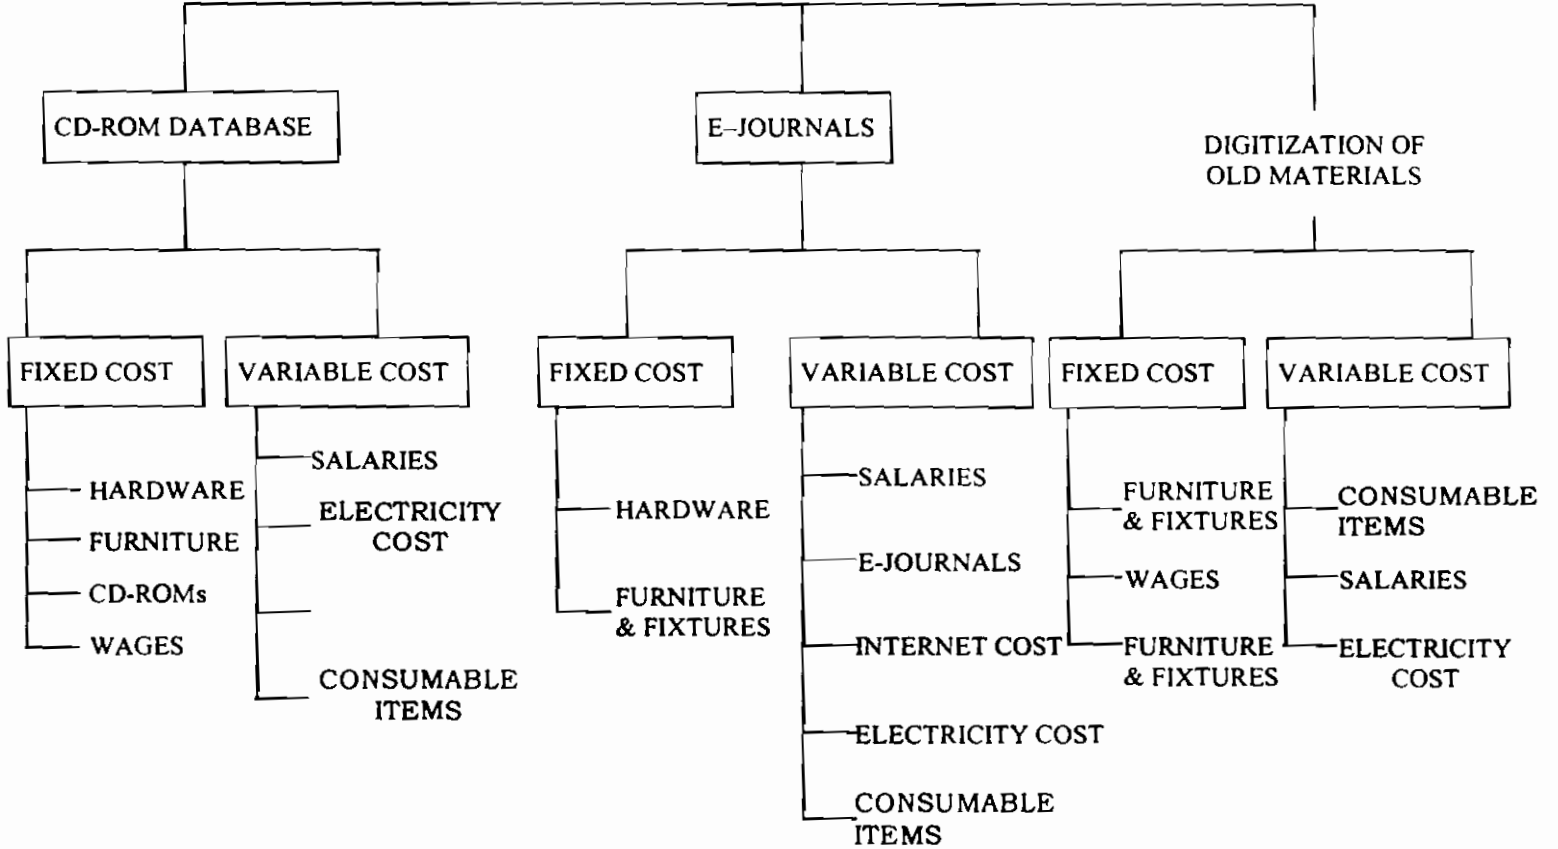 CD-ROM DATABASE
E–JOURNALS
DIGITIZATION OF
OLD MATERIALS
FIXED COST
VARIABLE COST
FIXED COST
VARIABLE COST
FIXED COST
VARIABLE COST
HARDWARE
FURNITURE
CD-ROMs
WAGES
SALARIES
ELECTRICITY
COST
CONSUMABLE
ITEMS
HARDWARE
FURNITURE
& FIXTURES
SALARIES
E-JOURNALS
INTERNET COST
ELECTRICITY COST
CONSUMABLE
ITEMS
FURNITURE
& FIXTURES
WAGES
FURNITURE
& FIXTURES
CONSUMABLE
ITEMS
SALARIES
ELECTRICITY
COST